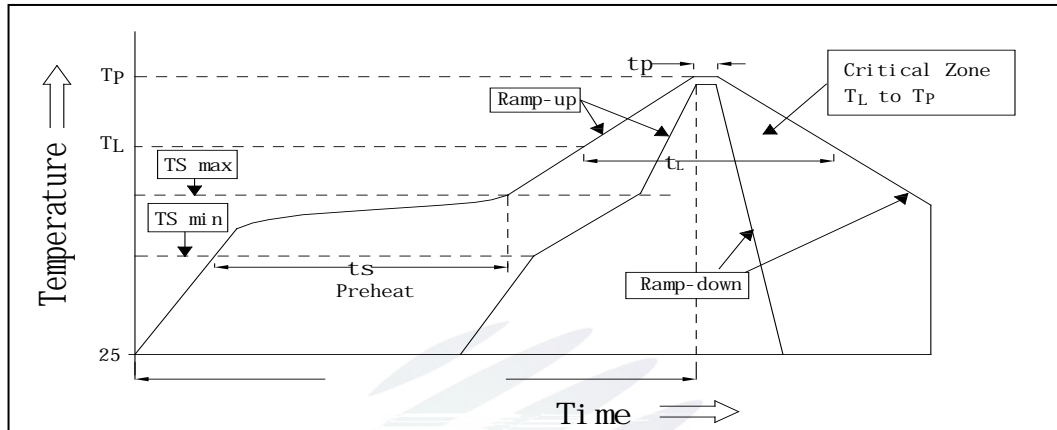 tp
Critical Zone
TL to TP
TP
Ramp-up
TL
tL
TS max
TS min
ts
Preheat
Ramp-down
Temperature
25
Time